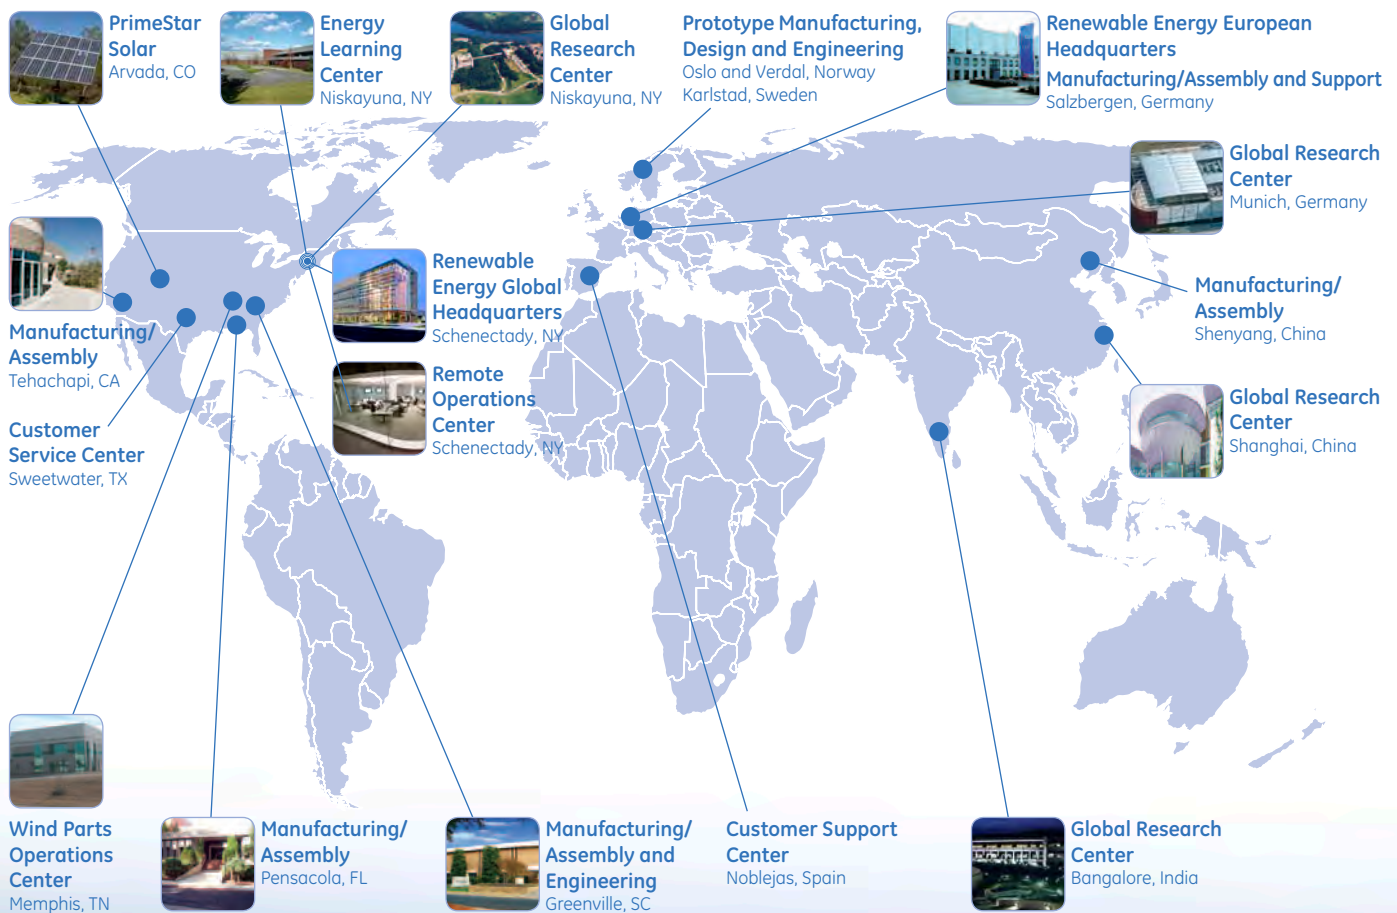 PrimeStar
Solar
Arvada, CO
Energy
Learning
Center
Niskayuna, NY
Global
Research
Center
Niskayuna, NY
Prototype Manufacturing,
Design and Engineering
Oslo and Verdal, Norway
Karlstad, Sweden
Renewable Energy European
Headquarters
Manufacturing/Assembly and Support
Salzbergen, Germany
Global Research
Center
Munich, Germany
Manufacturing/
Assembly
Tehachapi, CA
Renewable
Energy Global
Headquarters
Schenectady, NY
Remote
Operations
Center
Schenectady, NY
Manufacturing/
Assembly
Shenyang, China
Customer
Service Center
Sweetwater, TX
Global Research
Center
Shanghai, China
Wind Parts
Operations
Center
Memphis, TN
Manufacturing/
Assembly
Pensacola, FL
Manufacturing/
Assembly and
Engineering
Greenville, SC
Customer Support
Center
Noblejas, Spain
Global Research
Center
Bangalore, India